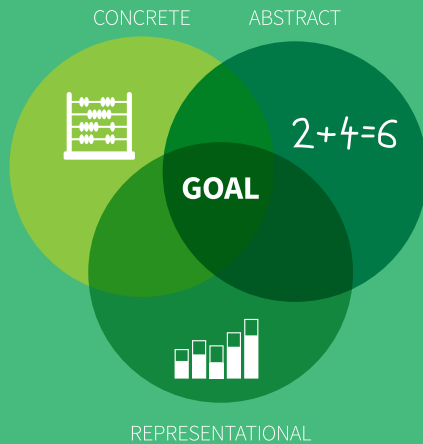 CONCRETE
ABSTRACT
2+4=6
GOAL
REPRESENTATIONAL